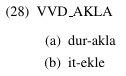 (28) VVD_AKLA
(a) dur-akla
(b) it-ekle